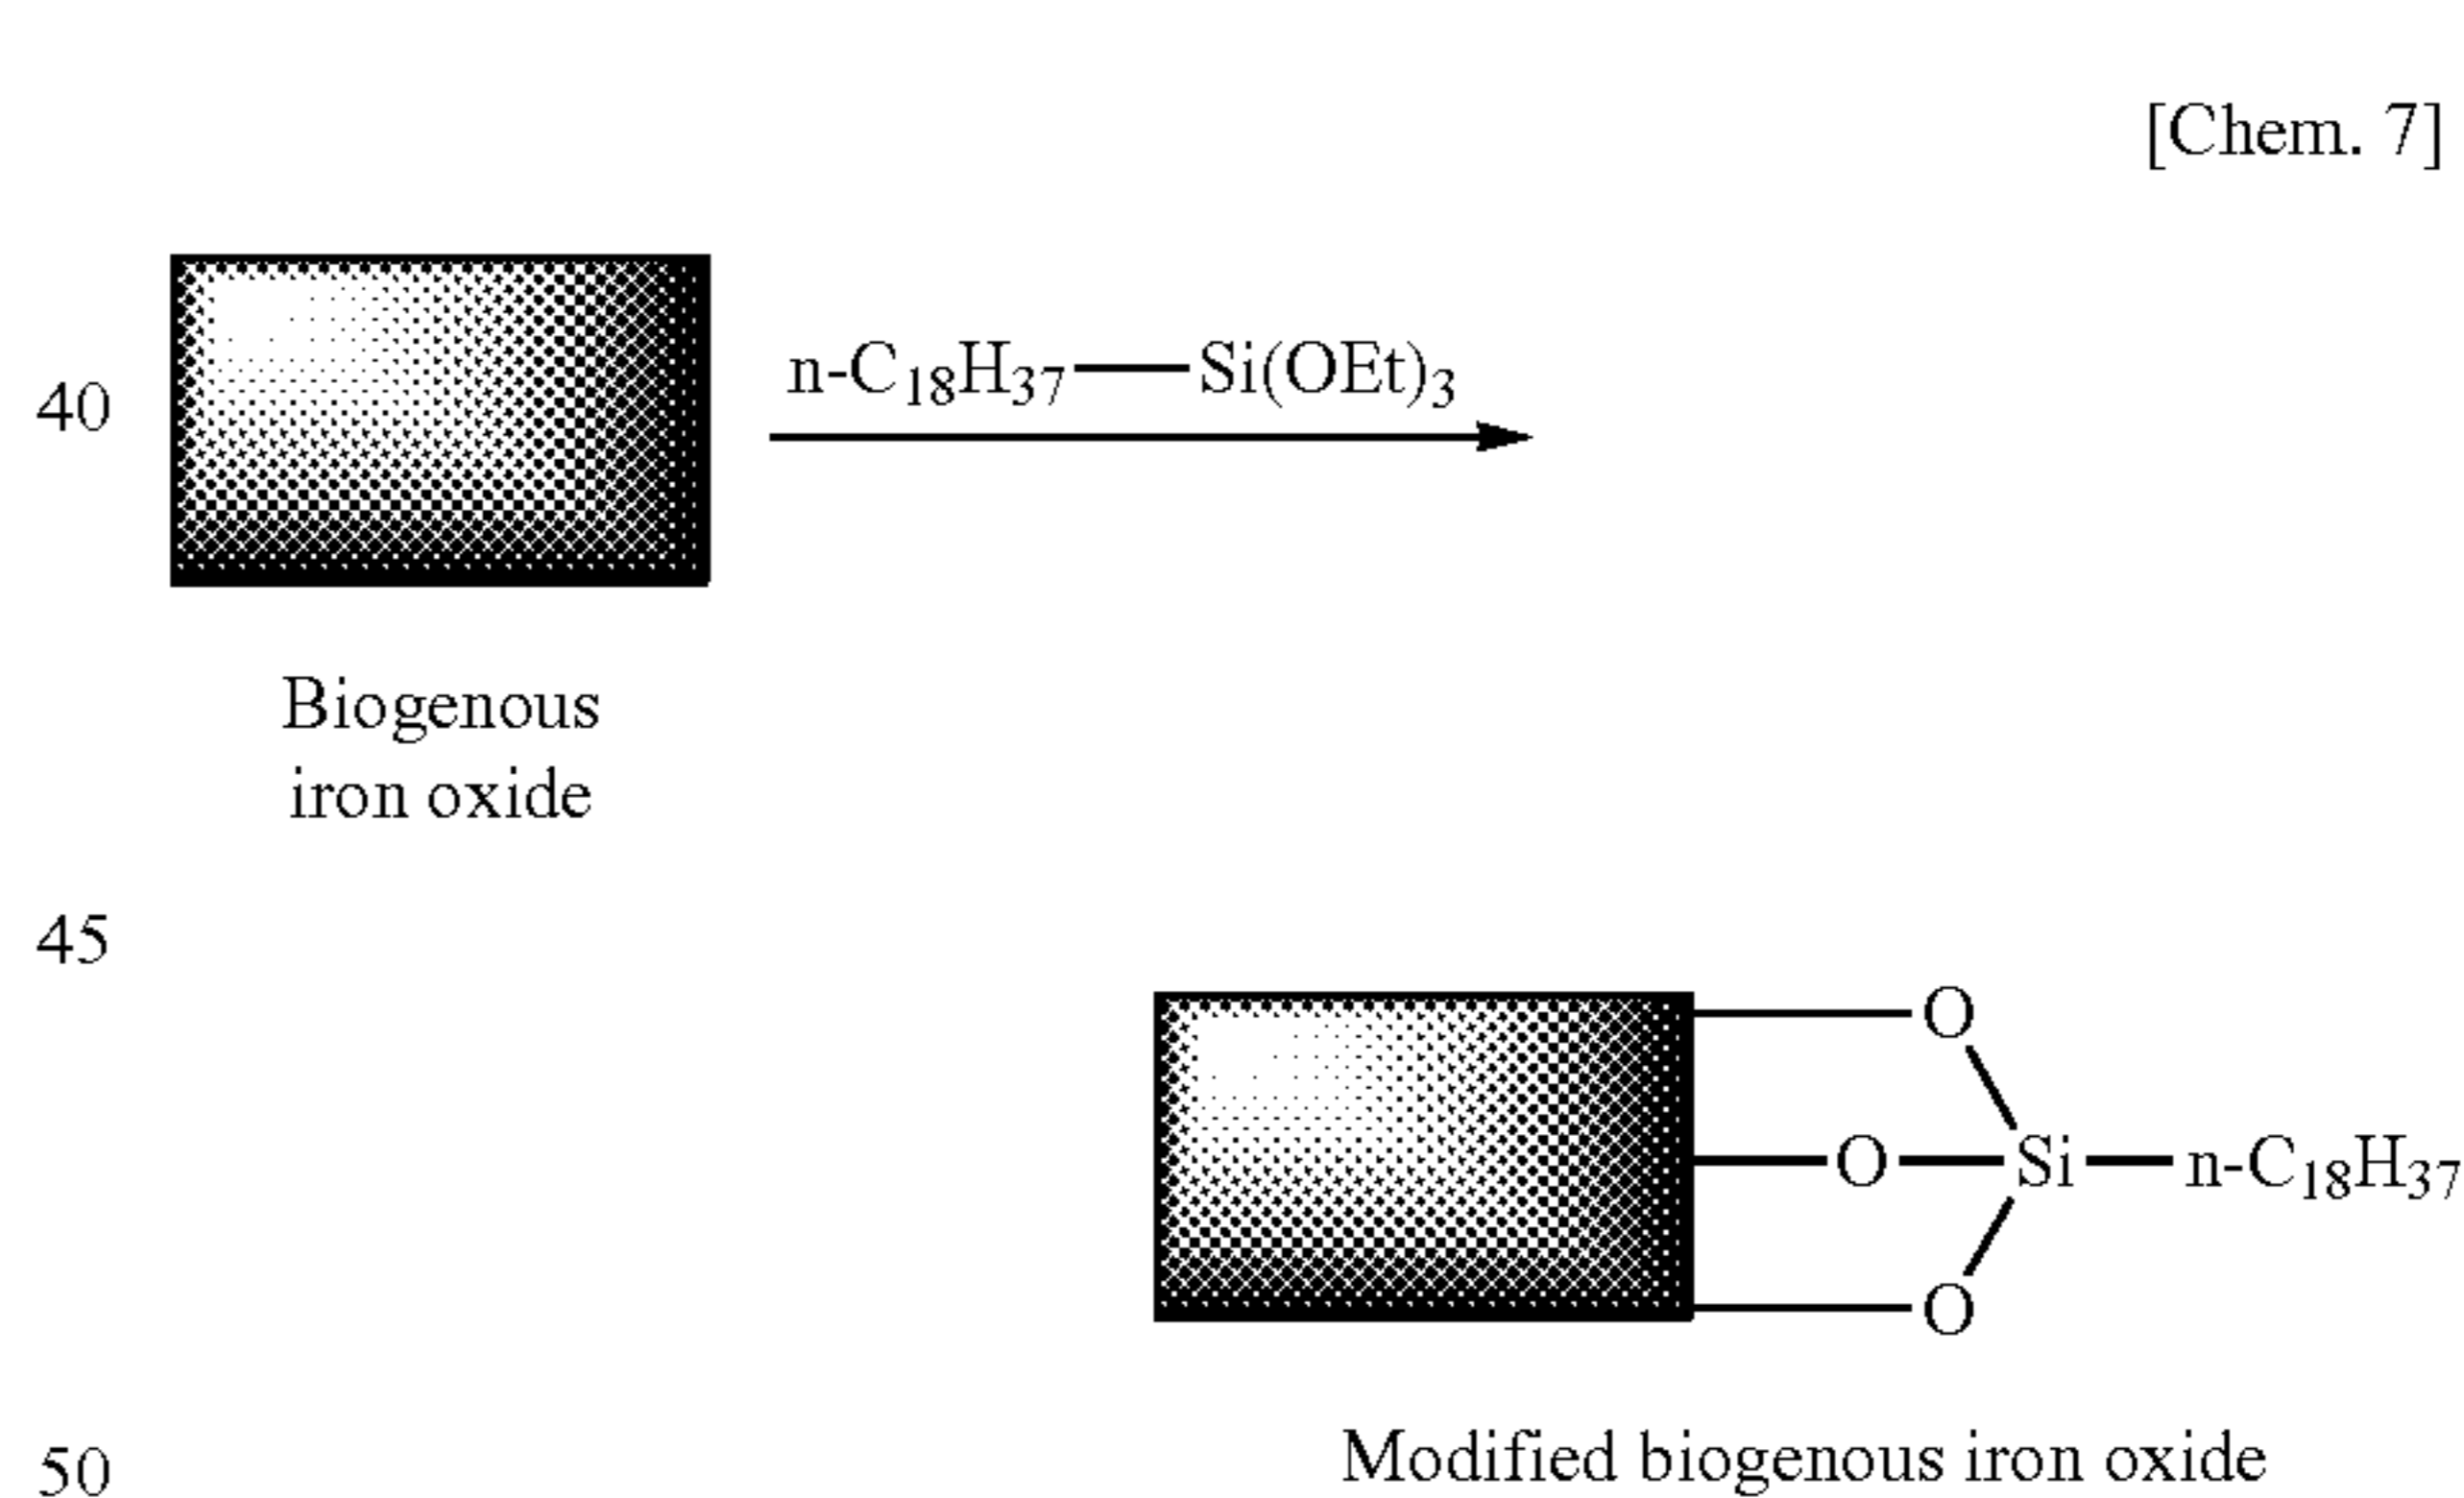 [Chem. 7]
40
n-C₁₈H₃₇—Si(OEt)₃
Biogenous
iron oxide
45
O
O—Si—n-C₁₈H₃₇
O
50
Modified biogenous iron oxide